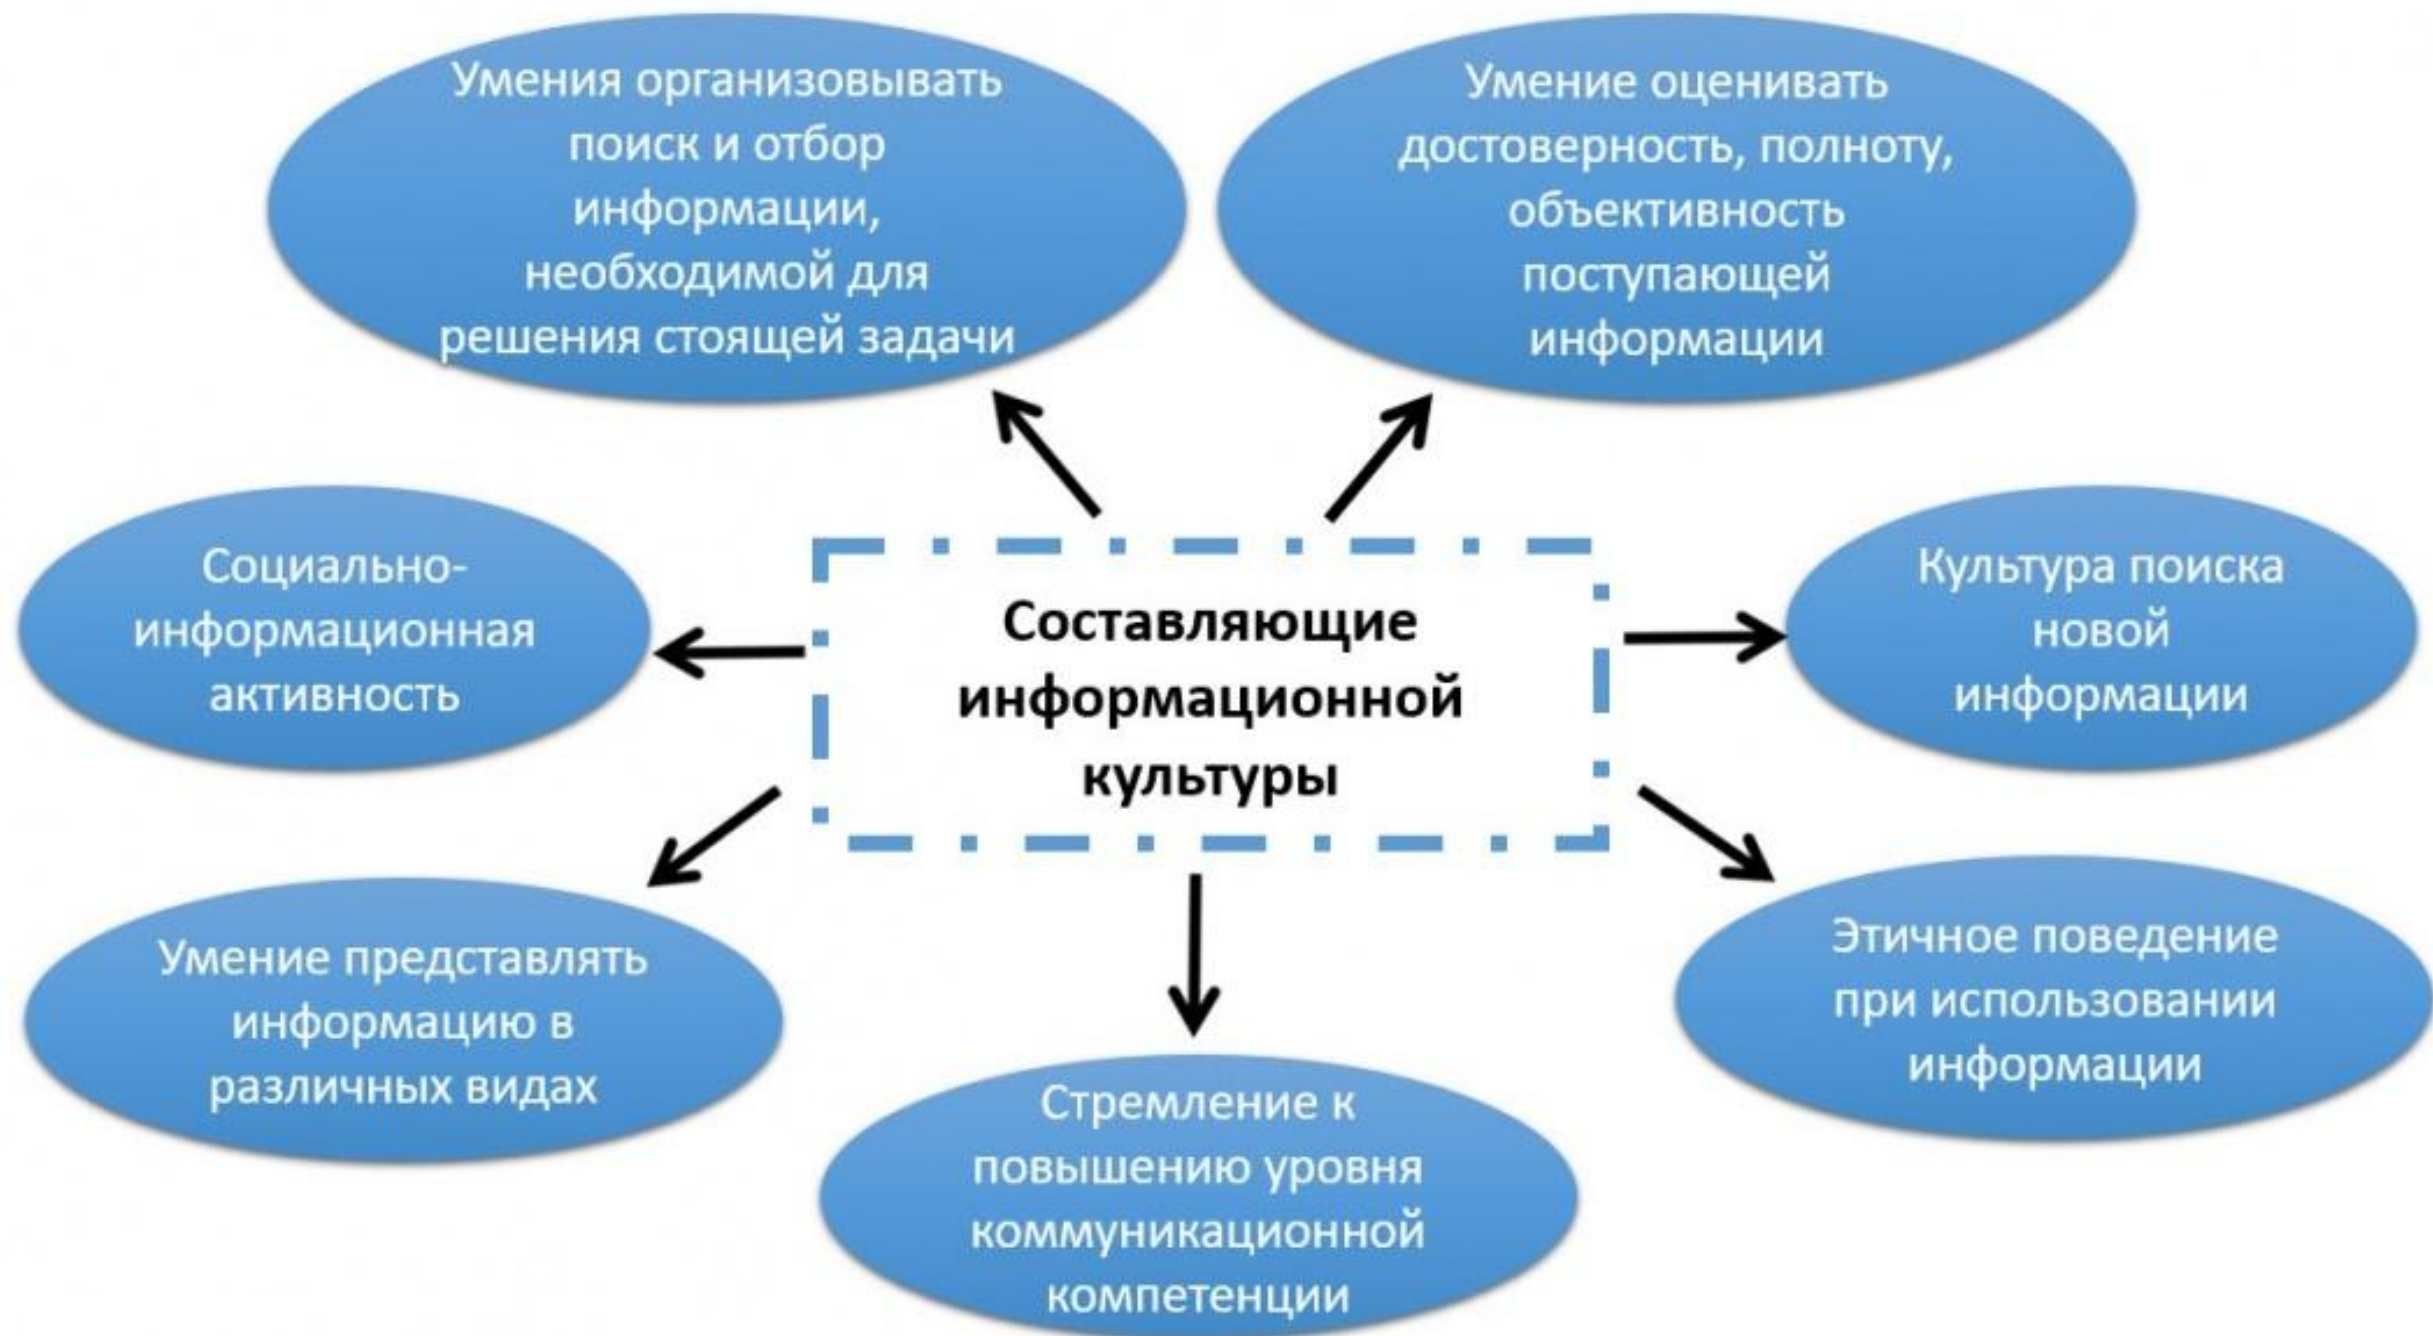 Умения организовывать
поиск и отбор
информации,
необходимой для
решения стоящей задачи
Умение оценивать
достоверность, полноту,
объективность
поступающей
информации
Социально-
информационная
активность
Составляющие
информационной
культуры
Культура поиска
новой
информации
Умение представлять
информацию в
различных видах
Стремление к
повышению уровня
коммуникационной
компетенции
Этичное поведение
при использовании
информации